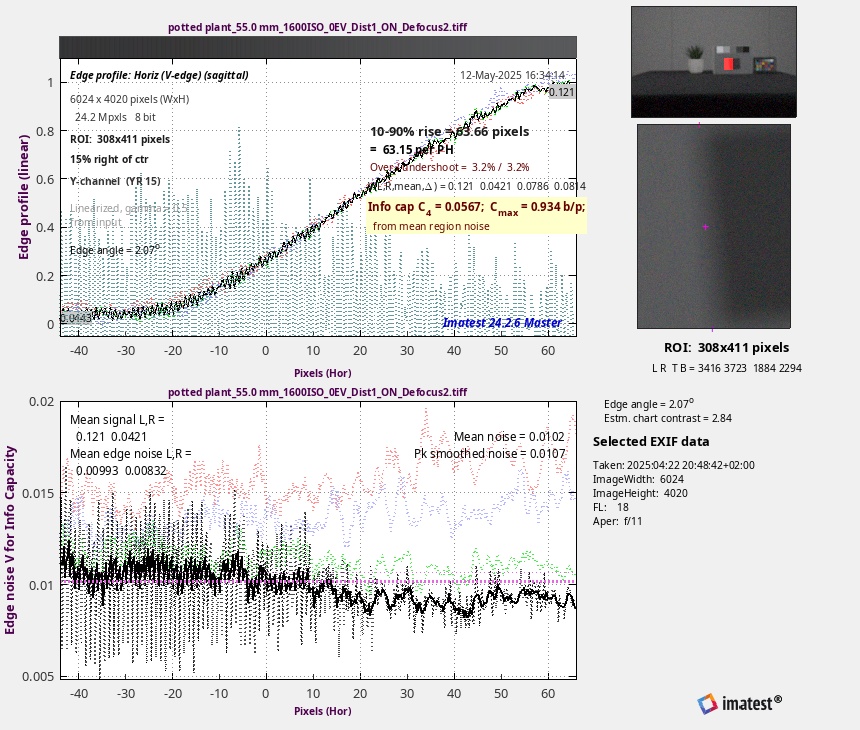 potted plant_55.0 mm_1600ISO_0EV_Dist1_ON_Defocus2.tiff
Edge profile: Horiz (V-edge) (sagittal)
12-May-2025 16:34:14
6024 x 4020 pixels (WxH)
24.2 Mpxls 8 bit
ROI: 308x411 pixels
15% right of ctr
Y-channel (YR 15)
Linearized, gamma = 0.5
from input
Edge angle = 2.07°
0.121
10-90% rise = 63.66 pixels
= 63.15 per PH
Over/undershoot = 3.2% / 3.2%
(L,R,mean,Δ) = 0.121 0.0421 0.0786 0.0814
Info cap C4 = 0.0567; Cmax = 0.934 b/p;
from mean region noise
0.0443
Imatest 24.2.6 Master
Edge profile (linear)
1
0.8
0.6
0.4
0.2
0
-40 -30 -20 -10 0 10 20 30 40 50 60
Pixels (Hor)
ROI: 308x411 pixels
L R T B = 3416 3723 1884 2294
potted plant_55.0 mm_1600ISO_0EV_Dist1_ON_Defocus2.tiff
Mean signal L,R =
0.121 0.0421
Mean edge noise L,R =
0.00993 0.00832
Mean noise = 0.0102
Pk smoothed noise = 0.0107
Edge noise V for Info Capacity
0.02
0.015
0.01
0.005
-40 -30 -20 -10 0 10 20 30 40 50 60
Pixels (Hor)
Edge angle = 2.07°
Estm. chart contrast = 2.84
Selected EXIF data
Taken: 2025:04:22 20:48:42+02:00
ImageWidth: 6024
ImageHeight: 4020
FL: 18
Aper: f/11
imatest®